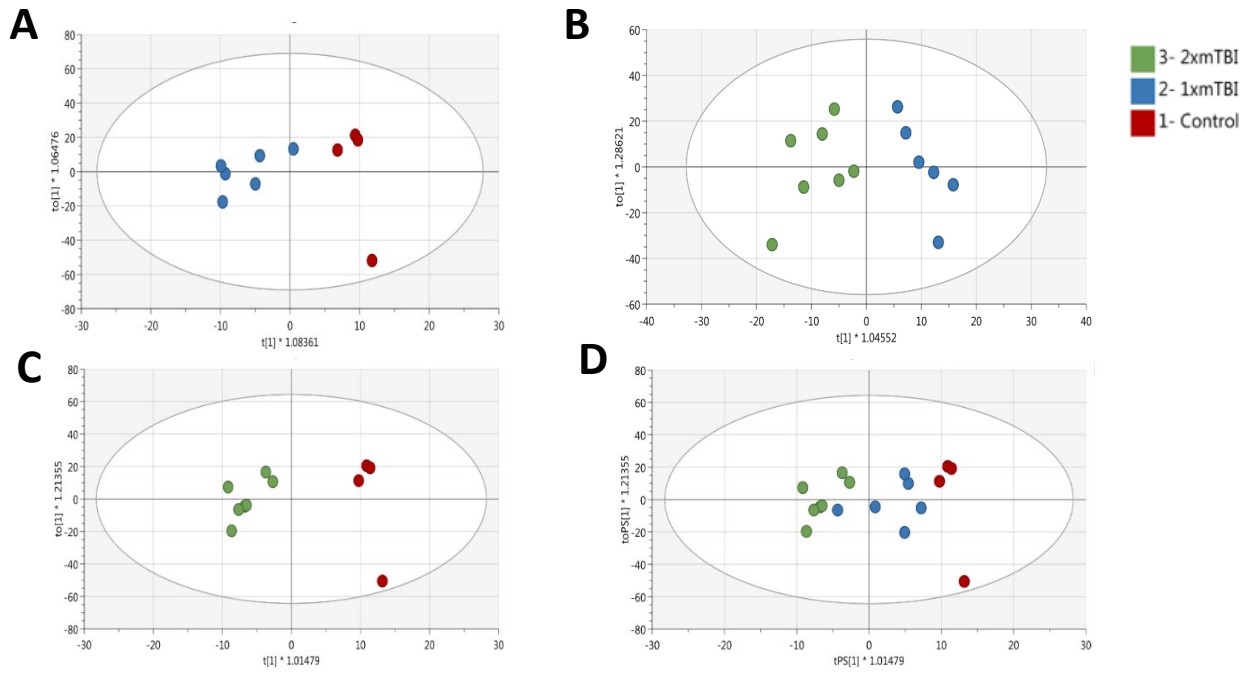 A
80
60
40
20
0
-20
-40
-60
-80
to[1] * 1.06476
-30 -20 -10 0 10 20 30
t[1] * 1.08361
B
60
40
20
0
-20
-40
-60
to[1] * 1.28621
-40 -30 -20 -10 0 10 20 30 40
t[1] * 1.04552
3- 2xmTBI
2- 1xmTBI
1- Control
C
80
60
40
20
0
-20
-40
-60
-80
to[1] * 1.21355
-30 -20 -10 0 10 20 30
t[1] * 1.01479
D
80
60
40
20
0
-20
-40
-60
-80
toPS[1] * 1.21355
-30 -20 -10 0 10 20 30
tPS[1] * 1.01479